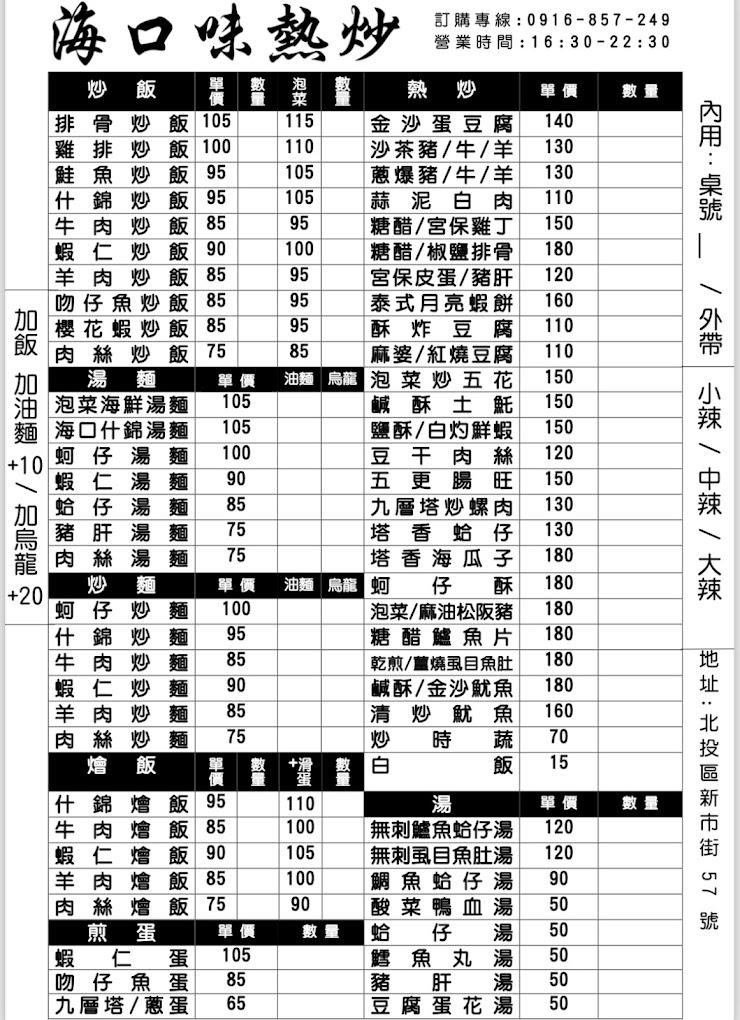 海口味熱炒
訂購專線:0916-857-249
營業時間:16:30-22:30
炒飯 單價 數量 泡菜 數量
排骨炒飯 105 115
雞排炒飯 100 110
鮭魚炒飯 95 105
什錦炒飯 95 105
牛肉炒飯 85 95
蝦仁炒飯 90 100
羊肉炒飯 85 95
吻仔魚炒飯 85 95
櫻花蝦炒飯 85 95
肉絲炒飯 75 85
湯麵 單價 油麵 烏龍
泡菜海鮮湯麵 105
海口什錦湯麵 105
蚵仔湯麵 100
蝦仁湯麵 90
蛤仔湯麵 85
豬肝湯麵 75
肉絲湯麵 75
炒麵 單價 油麵 烏龍
蚵仔炒麵 100
什錦炒麵 95
牛肉炒麵 85
蝦仁炒麵 90
羊肉炒麵 85
肉絲炒麵 75
燴飯 單價 數量 +滑蛋 數量
什錦燴飯 95 110
牛肉燴飯 85 100
蝦仁燴飯 90 105
羊肉燴飯 85 100
肉絲燴飯 75 90
煎蛋 單價 數量
蝦仁蛋 105
吻仔魚蛋 85
九層塔/蔥蛋 65
熱炒 單價 數量
金沙蛋豆腐 140
沙茶豬/牛/羊 130
蔥爆豬/牛/羊 130
蒜泥白肉 110
糖醋/宮保雞丁 150
糖醋/椒鹽排骨 180
宮保皮蛋/豬肝 120
泰式月亮蝦餅 160
酥炸豆腐 110
麻婆/紅燒豆腐 110
泡菜炒五花 150
鹹酥土魠 150
鹽酥/白灼鮮蝦 150
豆干肉絲 120
五更腸旺 150
九層塔炒螺肉 130
塔香蛤仔 130
塔香海瓜子 180
蚵仔酥 180
泡菜/麻油松阪豬 180
糖醋鱸魚片 180
乾煎/薑燒虱目魚肚 180
鹹酥/金沙魷魚 180
清炒魷魚 160
炒時蔬 70
白飯 15
湯 單價 數量
無刺鱸魚蛤仔湯 120
無刺虱目魚肚湯 120
鯛魚蛤仔湯 90
酸菜鴨血湯 50
蛤仔湯 50
鱈魚丸湯 50
豬肝湯 50
豆腐蛋花湯 50
加飯 加油麵 +10/加烏龍 +20
內用:桌號＿/外帶
小辣/中辣/大辣
地址:北投區新市街57號